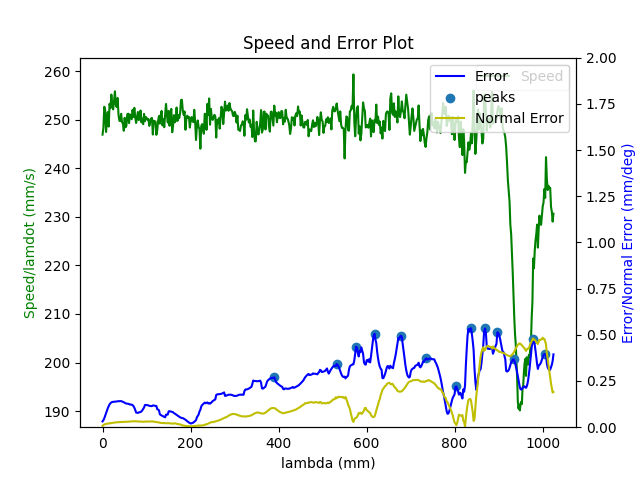 Speed and Error Plot
Error
Speed
peaks
Normal Error
260
250
240
230
220
210
200
190
Speed/lamdot (mm/s)
2.00
1.75
1.50
1.25
1.00
0.75
0.50
0.25
0.00
Error/Normal Error (mm/deg)
0 200 400 600 800 1000
lambda (mm)